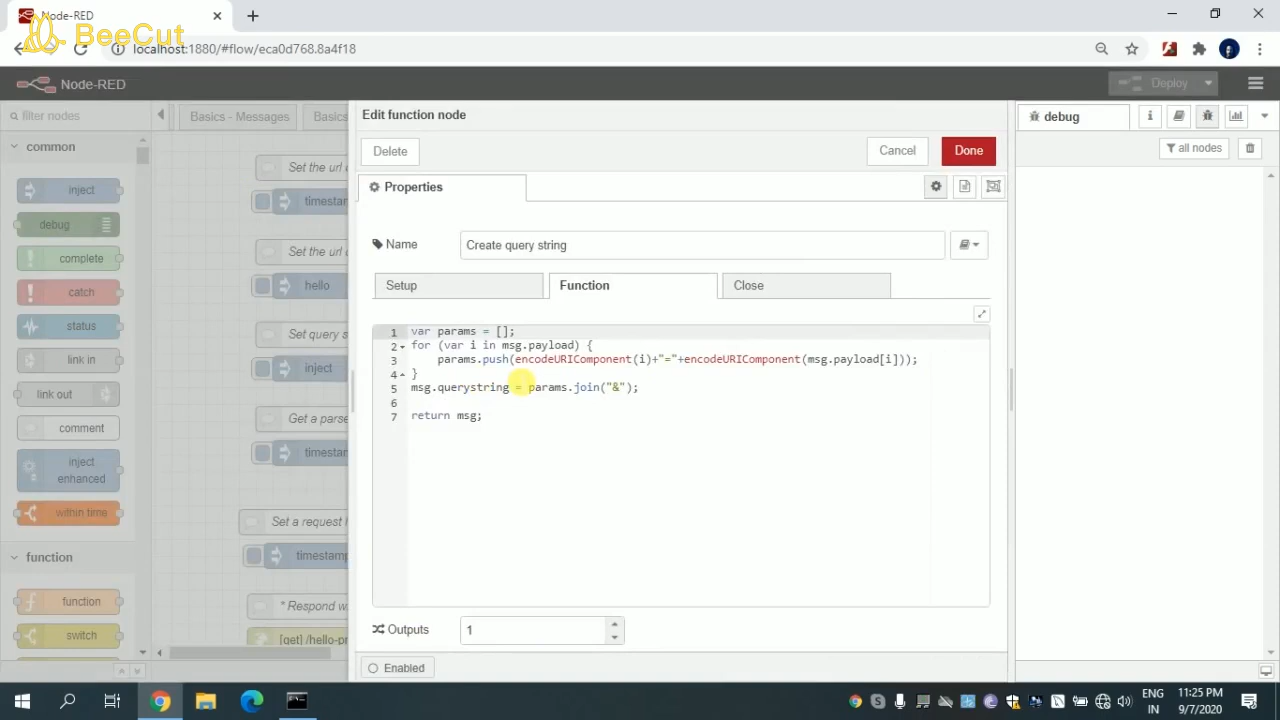 Node-RED
BeeCut
localhost:1880/#flow/eca0d768.8a4f18
Node-RED
Deploy
filter nodes
Basics - Messages
Basics
Edit function node
debug
common
Delete
Cancel
Done
all nodes
Set the url
inject
timestam
Properties
debug
Name
Create query string
Set the url
complete
hello
Setup
Function
Close
catch
status
Set query s
1 var params = [];
2 for (var i in msg.payload) {
3 params.push(encodeURIComponent(i)+"="+encodeURIComponent(msg.payload[i]));
4 }
5 msg.querystring = params.join("&");
6
7 return msg;
link in
inject
link out
Get a parse
comment
timestam
inject
enhanced
within time
Set a request h
function
timestamp
function
* Respond w
Outputs
1
switch
[get] /hello-pr
Enabled
ENG
IN
11:25 PM
9/7/2020